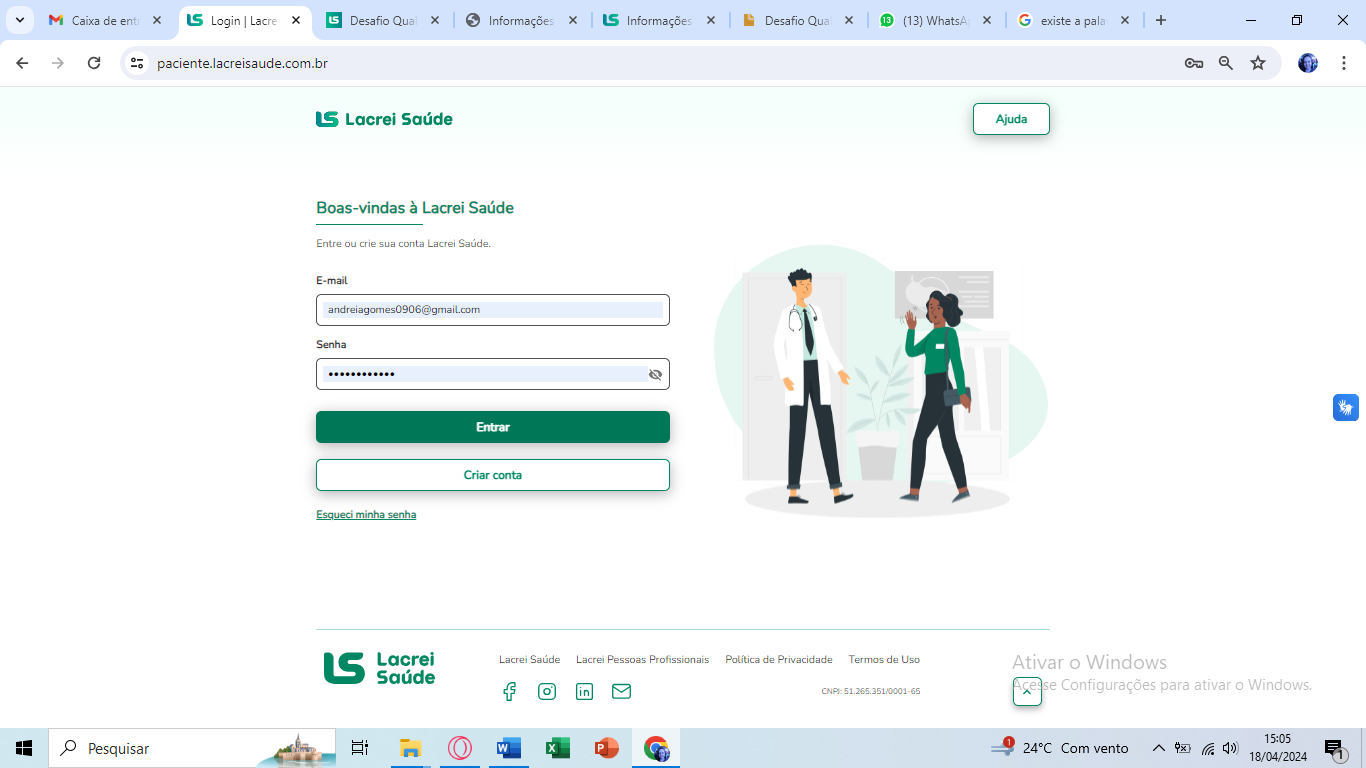 Caixa de ent
Login | Lacre
Desafio Qual
Informações
Informações
Desafio Qua
(13) WhatsAp
existe a pala
paciente.lacreisaude.com.br
LS Lacrei Saúde
Ajuda
Boas-vindas à Lacrei Saúde
Entre ou crie sua conta Lacrei Saúde.
E-mail
andreiagomes0906@gmail.com
Senha
••••••••••••
Entrar
Criar conta
Esqueci minha senha
LS Lacrei
Saúde
Lacrei Saúde Lacrei Pessoas Profissionais Política de Privacidade Termos de Uso
CNPJ: 51.265.351/0001-65
Ativar o Windows
Acesse Configurações para ativar o Windows.
Pesquisar
24°C Com vento
15:05
18/04/2024